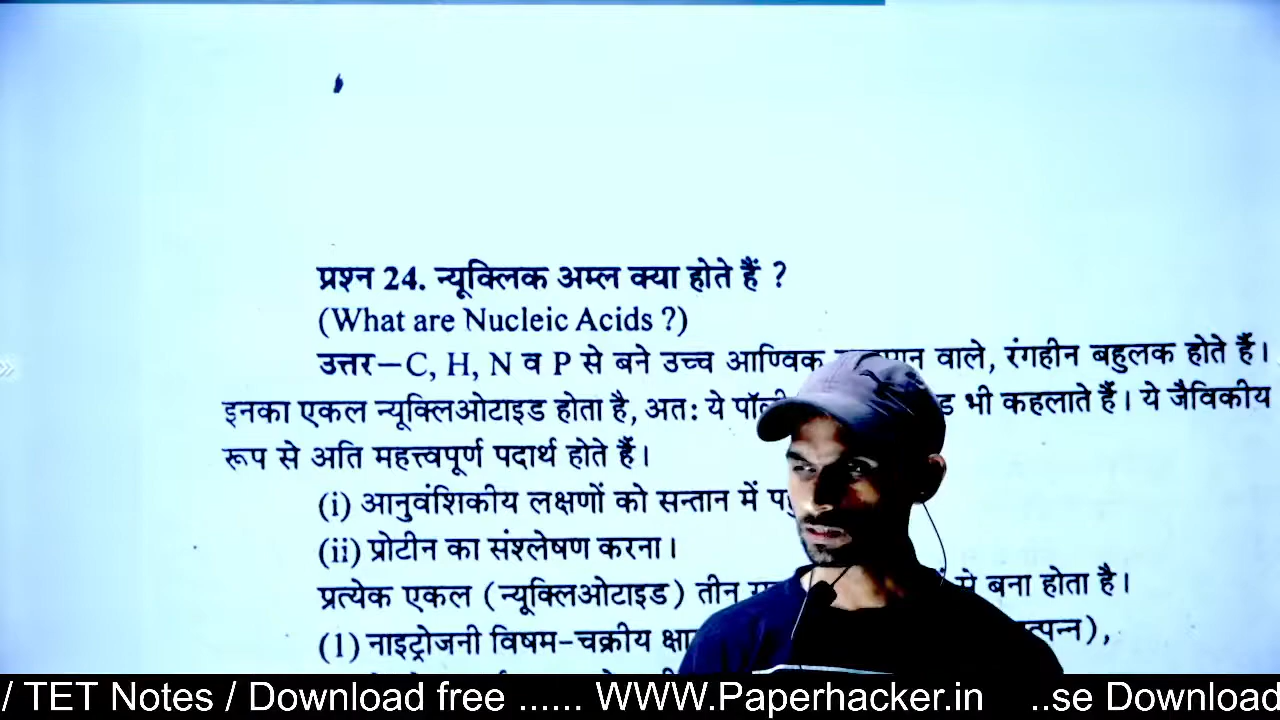 प्रश्न 24. न्यूक्लिक अम्ल क्या होते हैं ?
(What are Nucleic Acids ?)
उत्तर–C, H, N व P से बने उच्च आण्विक वाले, रंगहीन बहुलक होते हैं।
इनका एकल न्यूक्लिओटाइड होता है, अतः ये भी कहलाते हैं। ये जैविकीय
रूप से अति महत्त्वपूर्ण पदार्थ होते हैं।
(i) आनुवंशिकीय लक्षणों को सन्तान में
(ii) प्रोटीन का संश्लेषण करना।
प्रत्येक एकल (न्यूक्लिओटाइड) तीन से बना होता है।
(1) नाइट्रोजनी विषम-चक्रीय
/ TET Notes / Download free ...... WWW.Paperhacker.in ..se Download